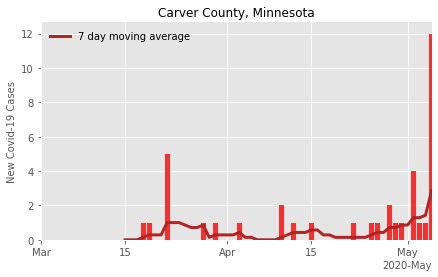 Carver County, Minnesota
7 day moving average
New Covid-19 Cases
12
10
8
6
4
2
0
Mar 15 Apr 15 May
2020-May